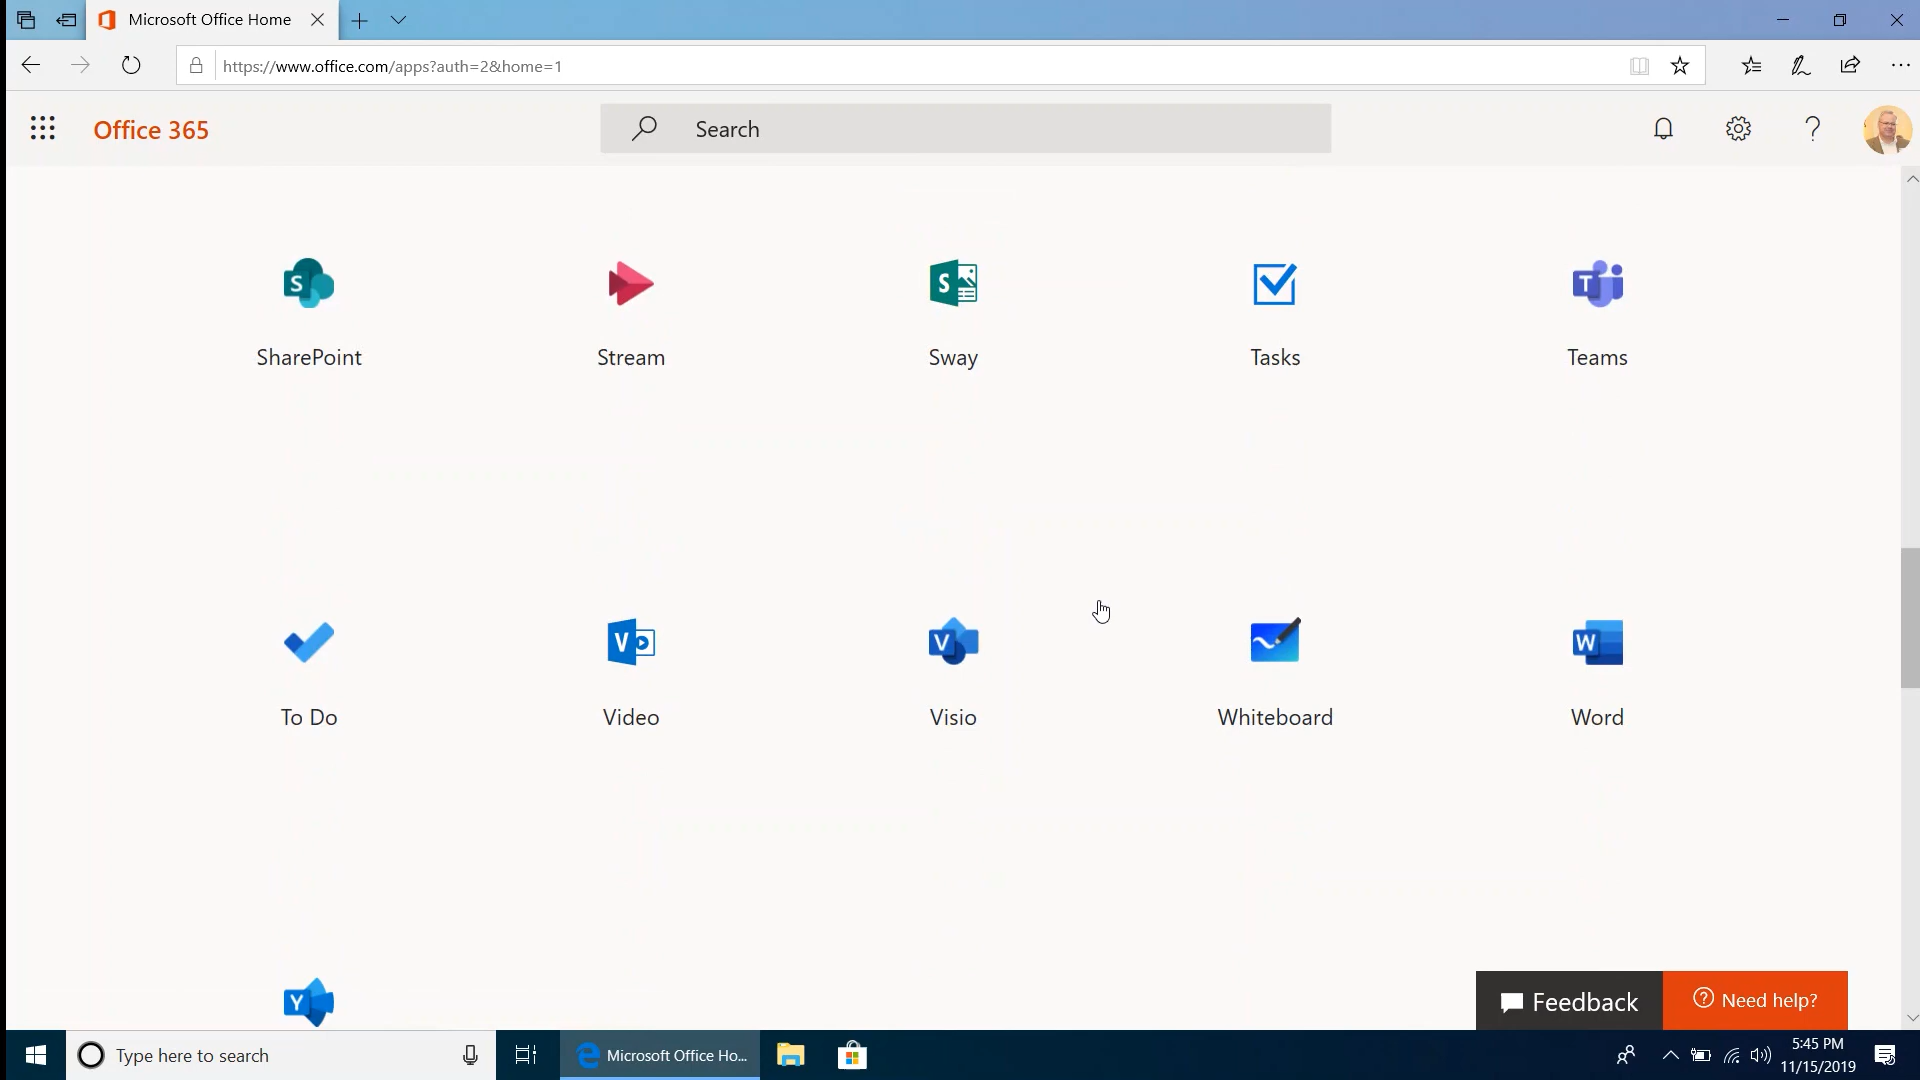 Microsoft Office Home
https://www.office.com/apps?auth=2&home=1
Office 365
Search
SharePoint
Stream
Sway
Tasks
Teams
To Do
Video
Visio
Whiteboard
Word
Feedback
Need help?
Type here to search
Microsoft Office Ho...
5:45 PM
11/15/2019